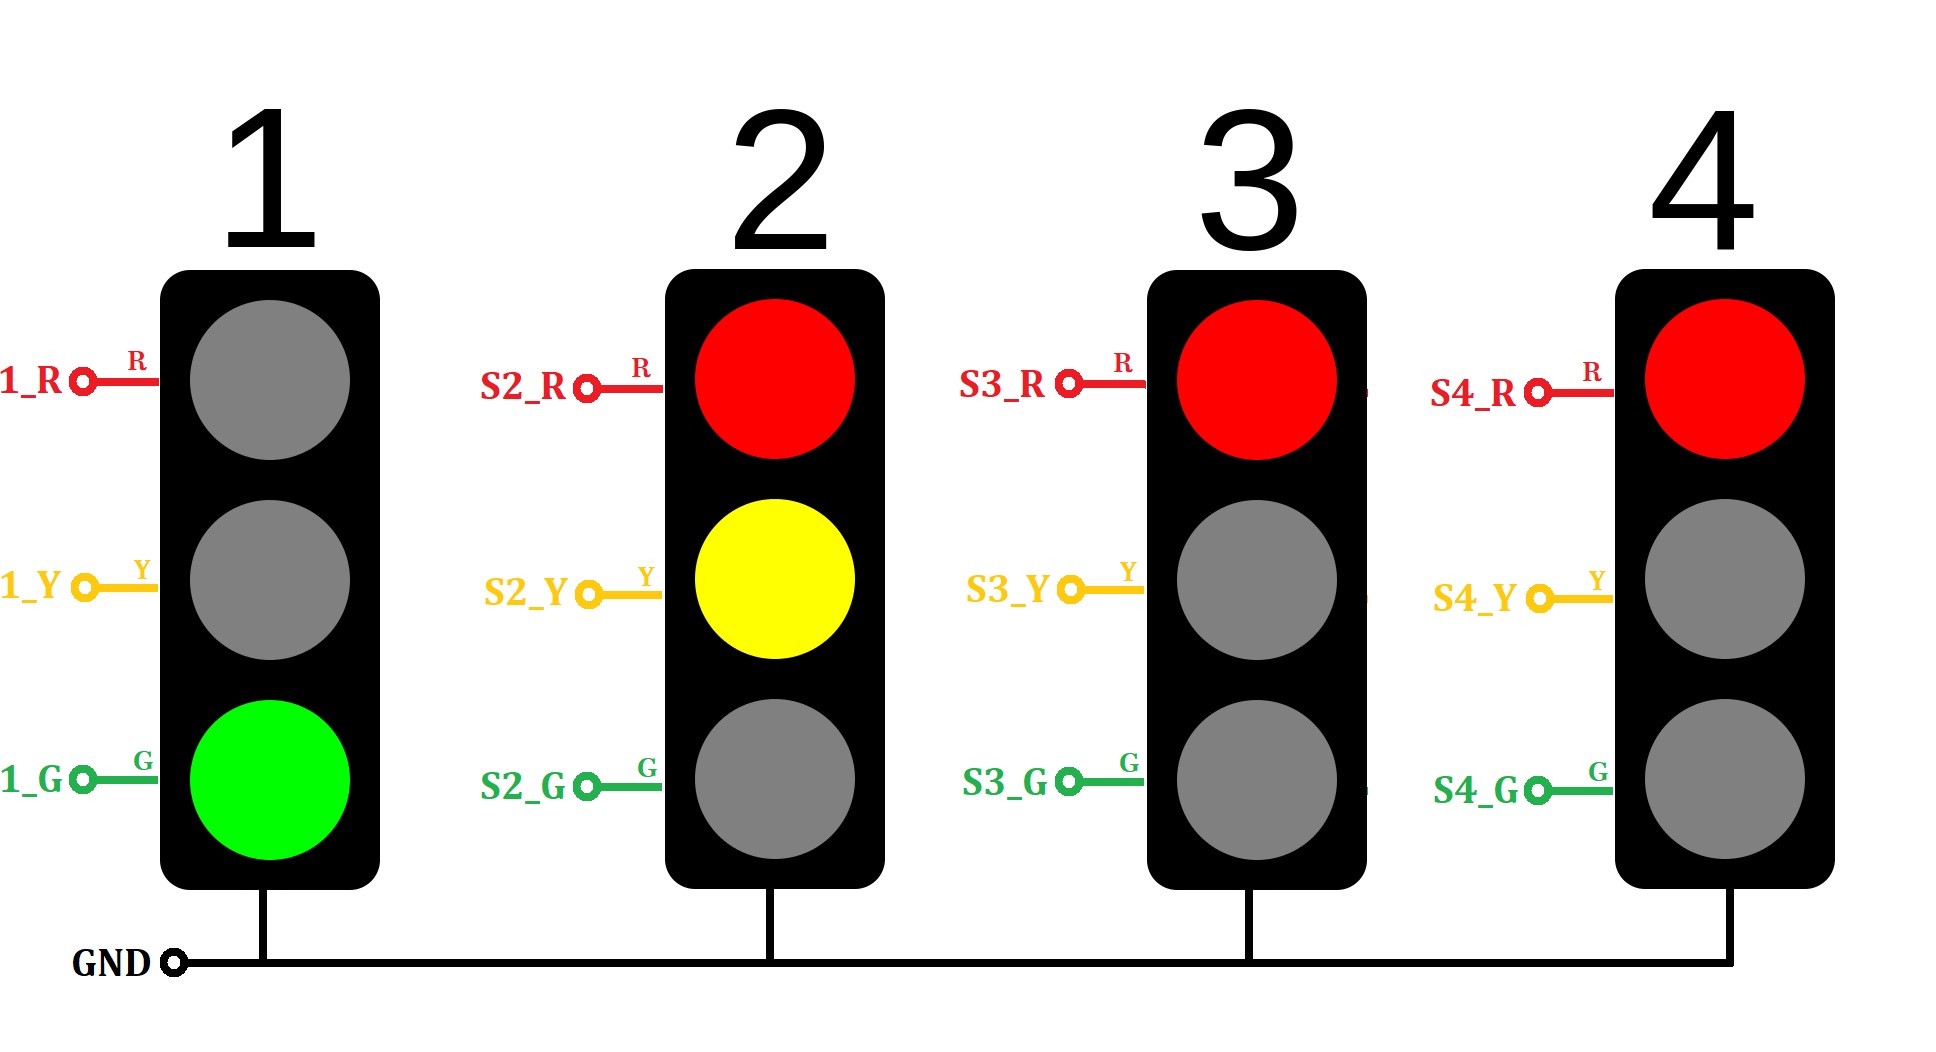 1 2 3 4
R R R R
1_R S2_R S3_R S4_R
Y Y Y Y
1_Y S2_Y S3_Y S4_Y
G G G G
1_G S2_G S3_G S4_G
GND